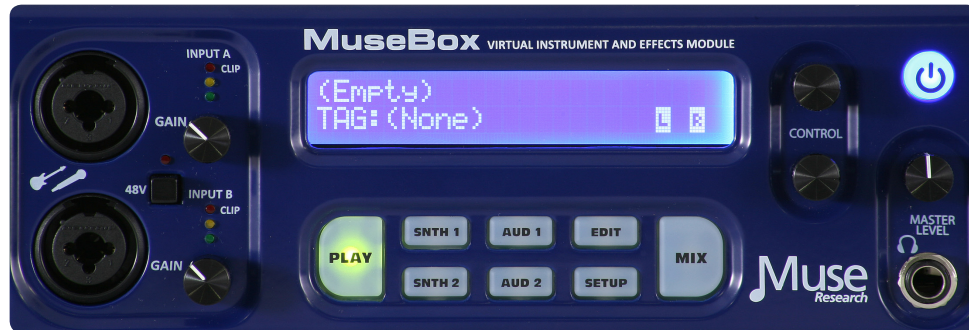 INPUT A
CLIP
GAIN
48V
INPUT B
CLIP
GAIN
MuseBox VIRTUAL INSTRUMENT AND EFFECTS MODULE
(Empty)
TAG:(None)
PLAY
SNTH 1
AUD 1
EDIT
SNTH 2
AUD 2
SETUP
MIX
CONTROL
MASTER
LEVEL
Muse
Research